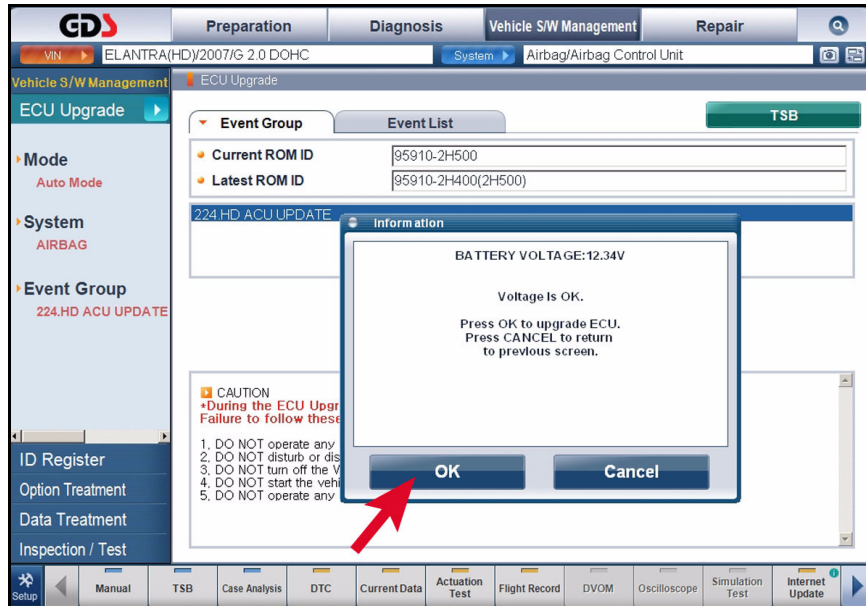 GDS
Preparation
Diagnosis
Vehicle S/W Management
Repair
VIN
ELANTRA(HD)/2007/G 2.0 DOHC
System
Airbag/Airbag Control Unit
Vehicle S/W Management
ECU Upgrade
ECU Upgrade
Mode
Auto Mode
System
AIRBAG
Event Group
224.HD ACU UPDATE
ID Register
Option Treatment
Data Treatment
Inspection / Test
Event Group
Event List
TSB
Current ROM ID
95910-2H500
Latest ROM ID
95910-2H400(2H500)
224.HD ACU UPDATE
Information
BATTERY VOLTAGE:12.34V
Voltage Is OK.
Press OK to upgrade ECU.
Press CANCEL to return
to previous screen.
OK
Cancel
CAUTION
*During the ECU Upgr
Failure to follow these
1, DO NOT operate any
2, DO NOT disturb or dis
3, DO NOT turn off the V
4, DO NOT start the vehi
5, DO NOT operate any
Setup
Manual
TSB
Case Analysis
DTC
Current Data
Actuation
Test
Flight Record
DVOM
Oscilloscope
Simulation
Test
Internet
Update